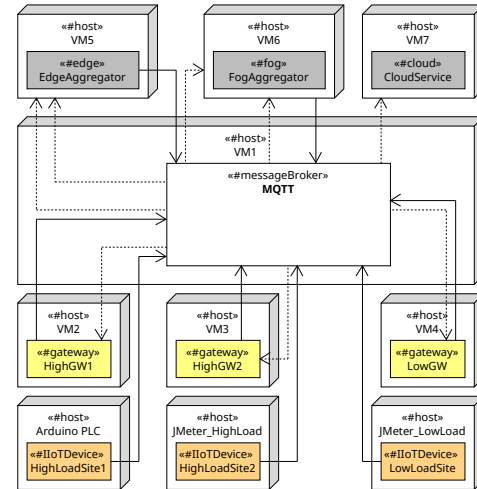 «#host»
VM5
«#edge»
EdgeAggregator
«#host»
VM6
«#fog»
FogAggregator
«#host»
VM7
«#cloud»
CloudService
«#host»
VM1
«#messageBroker»
MQTT
«#host»
VM2
«#gateway»
HighGW1
«#host»
VM3
«#gateway»
HighGW2
«#host»
VM4
«#gateway»
LowGW
«#host»
Arduino PLC
«#IIoTDevice»
HighLoadSite1
«#host»
JMeter_HighLoad
«#IIoTDevice»
HighLoadSite2
«#host»
JMeter_LowLoad
«#IIoTDevice»
LowLoadSite